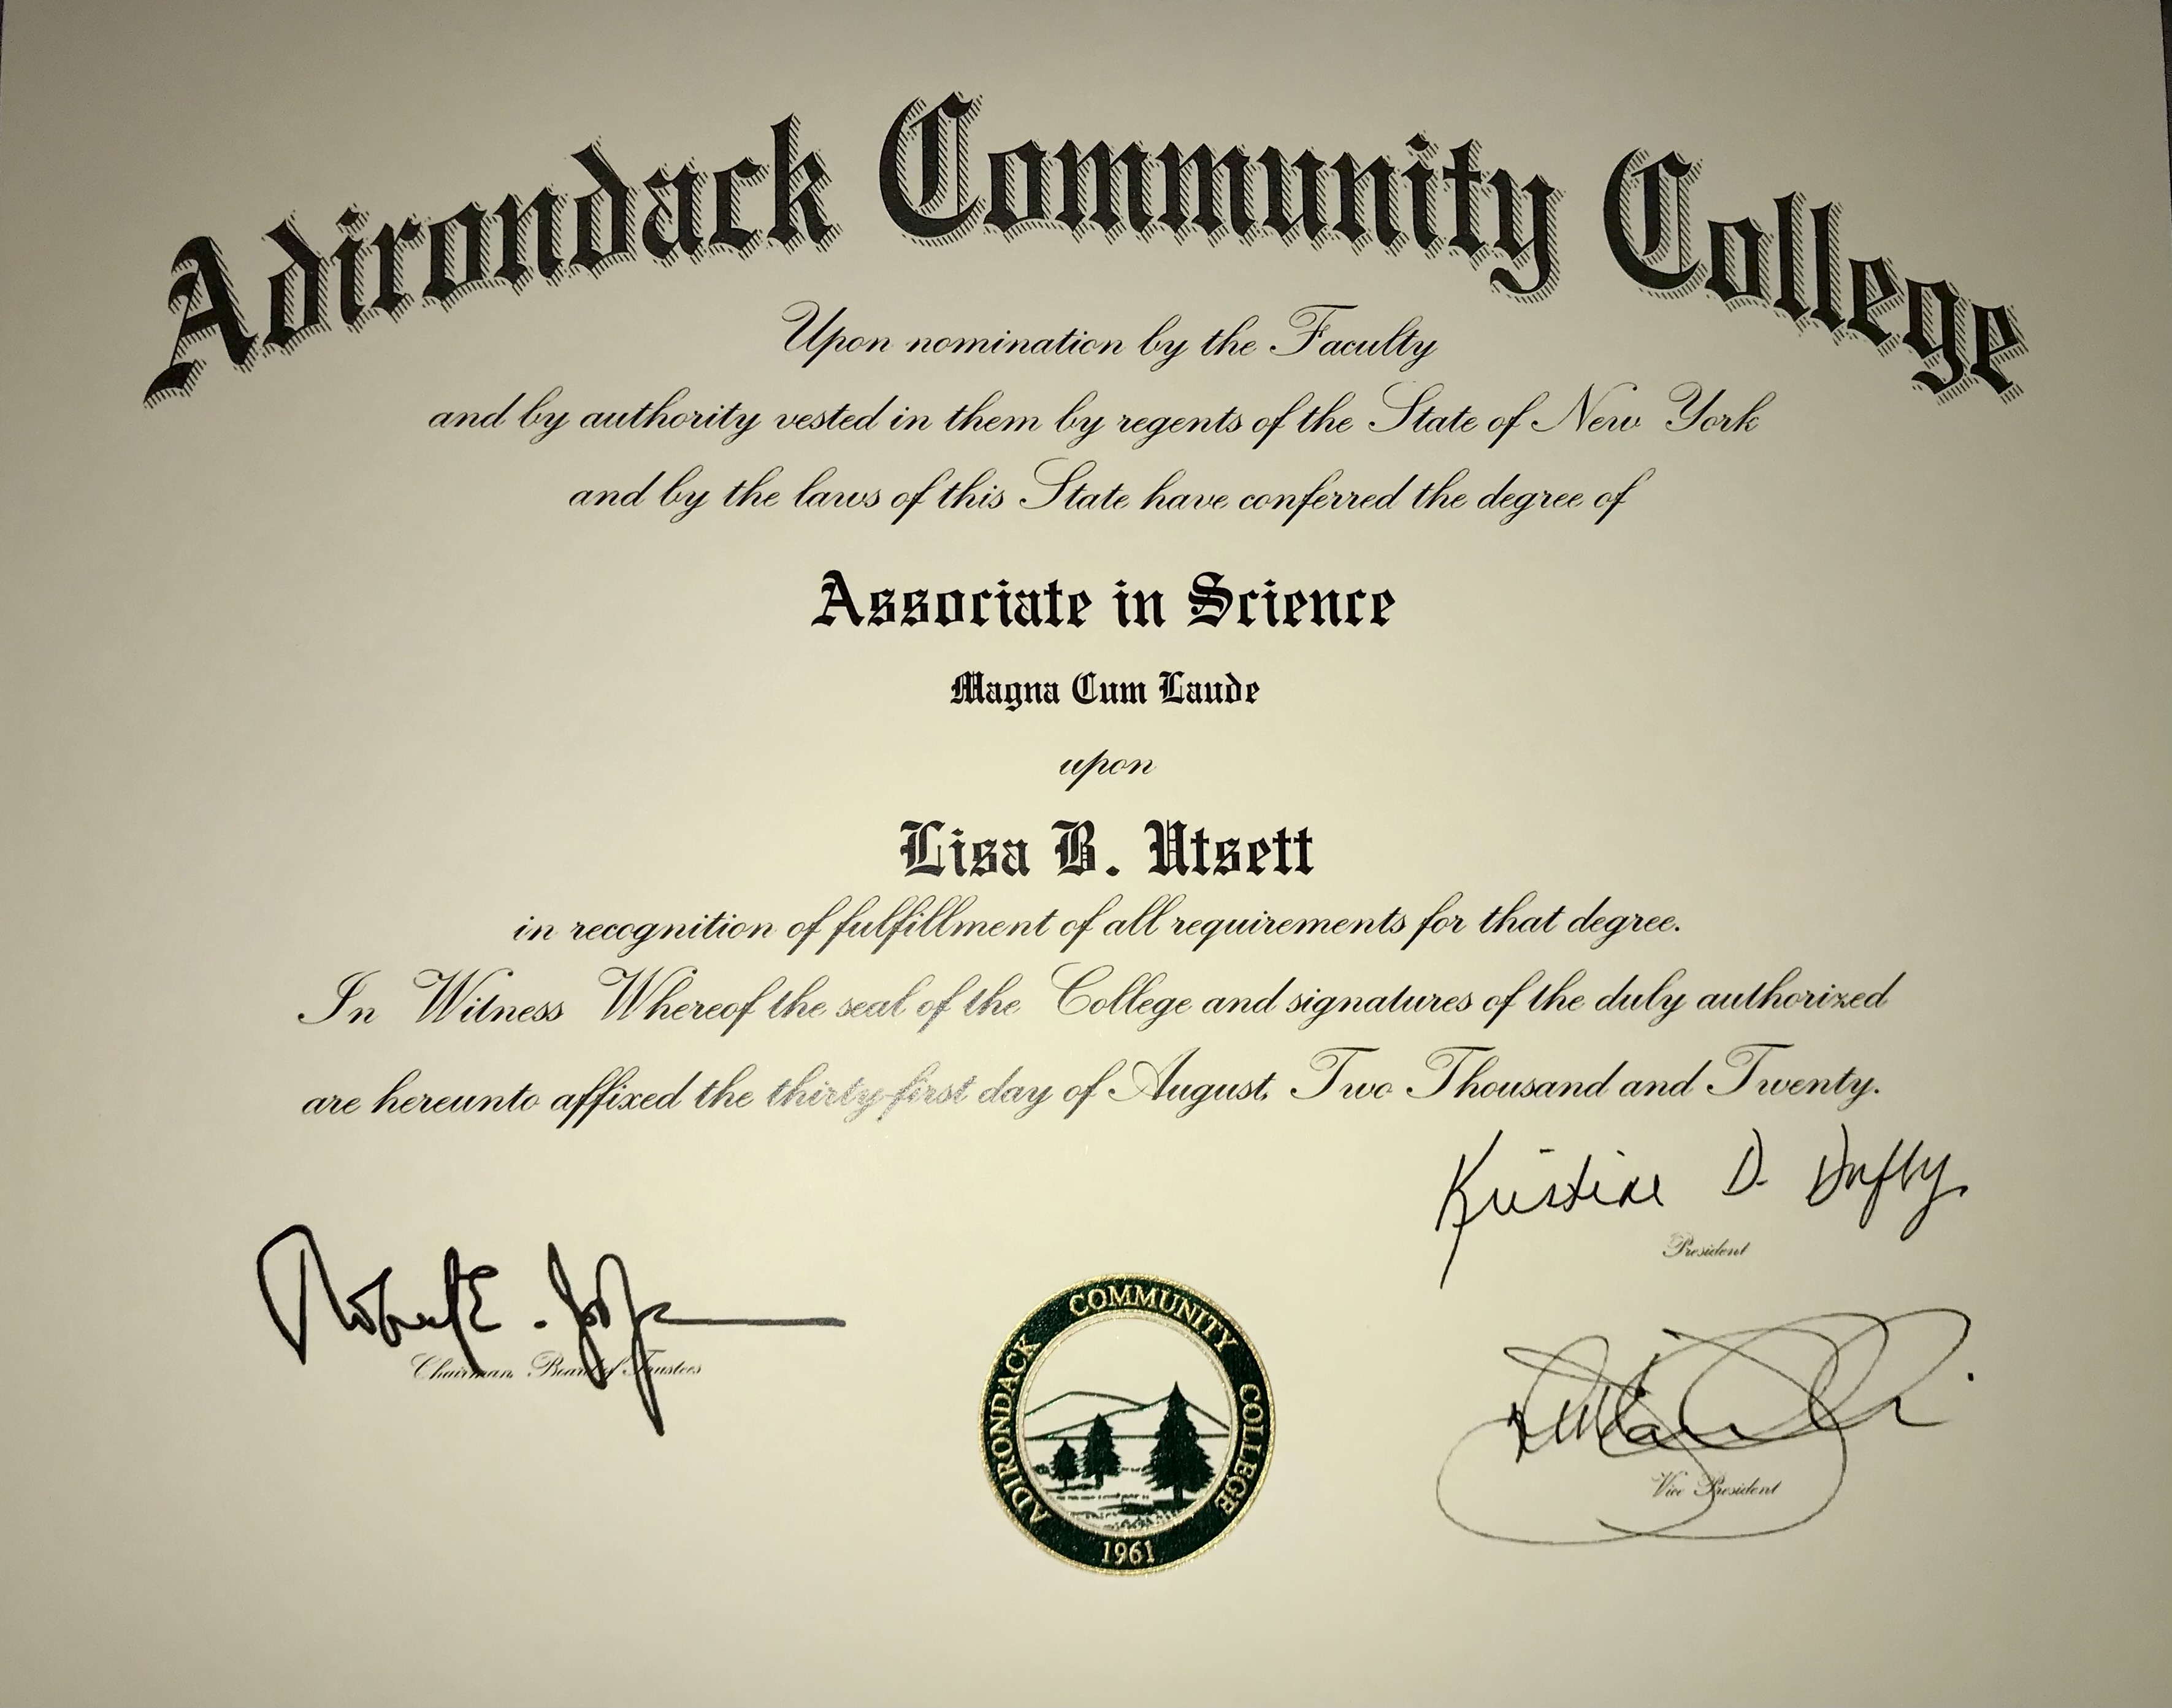 Adirondack Community College
Upon nomination by the Faculty
and by authority vested in them by regents of the State of New York
and by the laws of this State have conferred the degree of
Associate in Science
Magna Cum Laude
upon
Lisa B. Utsett
in recognition of fulfillment of all requirements for that degree.
In Witness Whereof the seal of the College and signatures of the duly authorized
are hereunto affixed the thirty-first day of August, Two Thousand and Twenty.
Kristine D. Duffy
President
Robert E.
Chairman, Board of Trustees
ADIRONDACK COMMUNITY COLLEGE
1961
Vice President